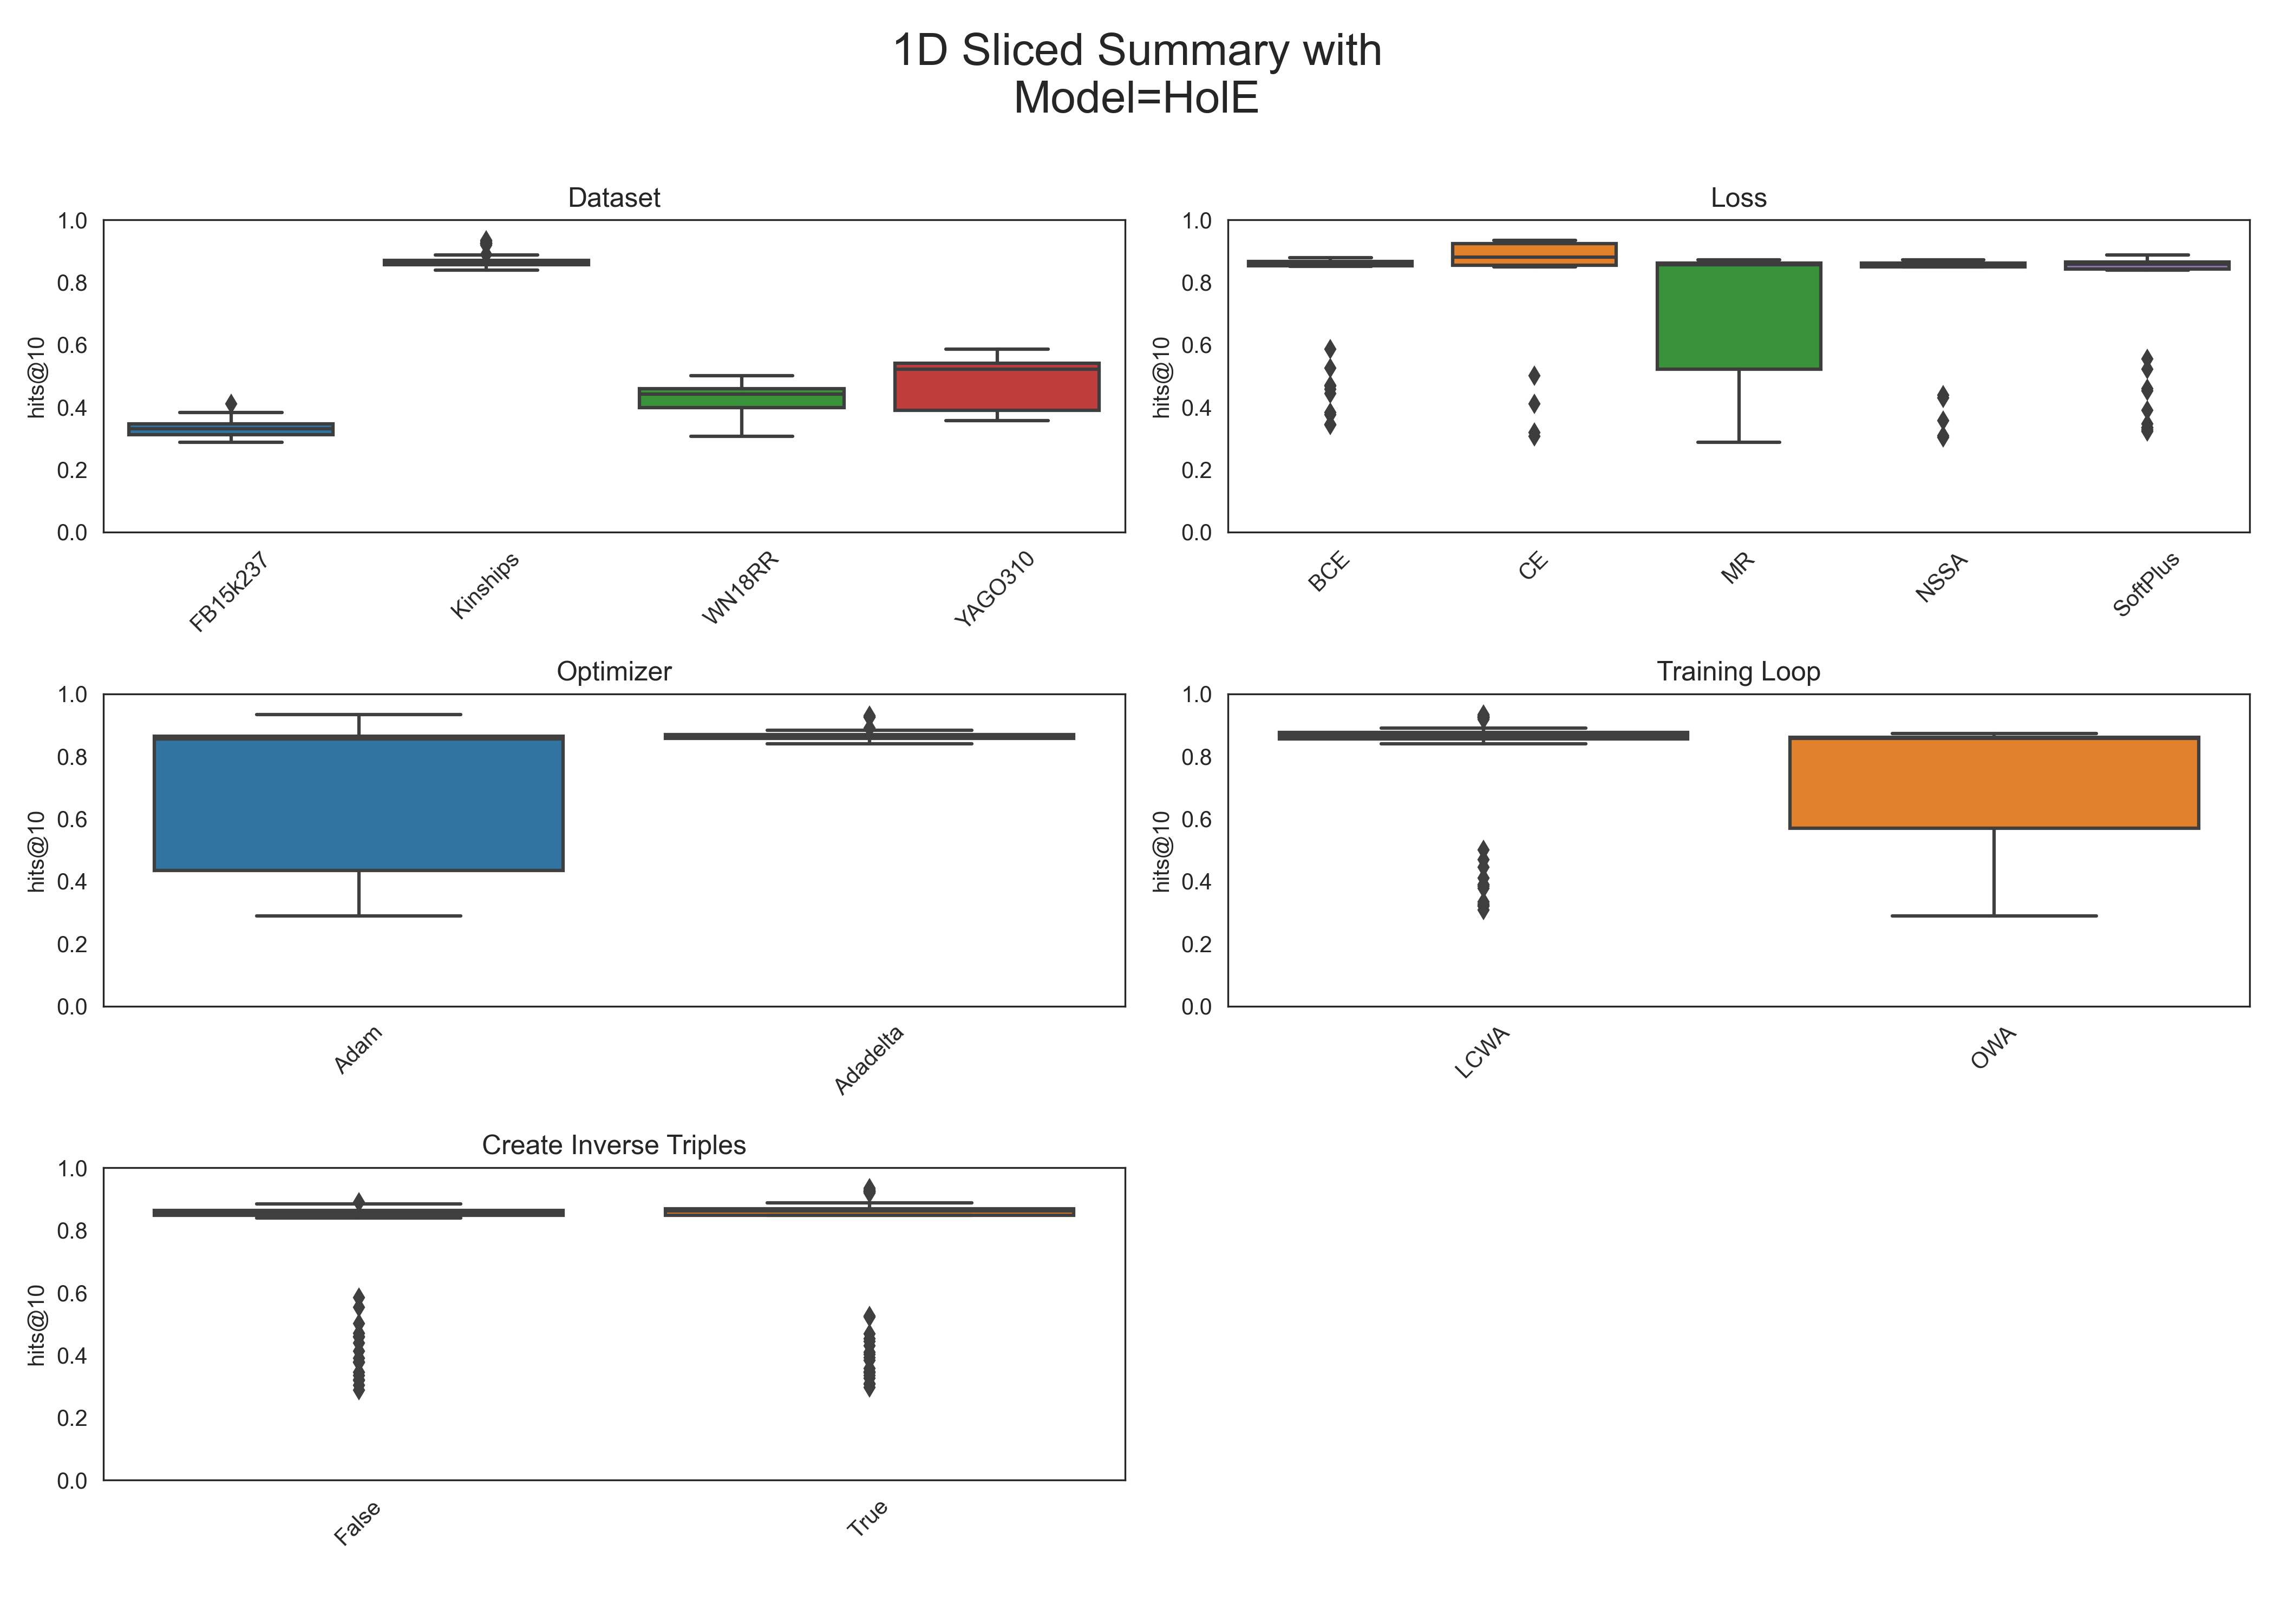 1D Sliced Summary with
Model=HolE
Dataset
1.0
0.8
0.6
0.4
0.2
0.0
hits@10
FB15k237
Kinships
WN18RR
YAGO310
Loss
1.0
0.8
0.6
0.4
0.2
0.0
hits@10
BCE
CE
MR
NSSA
SoftPlus
Optimizer
1.0
0.8
0.6
0.4
0.2
0.0
hits@10
Adam
Adadelta
Training Loop
1.0
0.8
0.6
0.4
0.2
0.0
hits@10
LCWA
OWA
Create Inverse Triples
1.0
0.8
0.6
0.4
0.2
0.0
hits@10
False
True